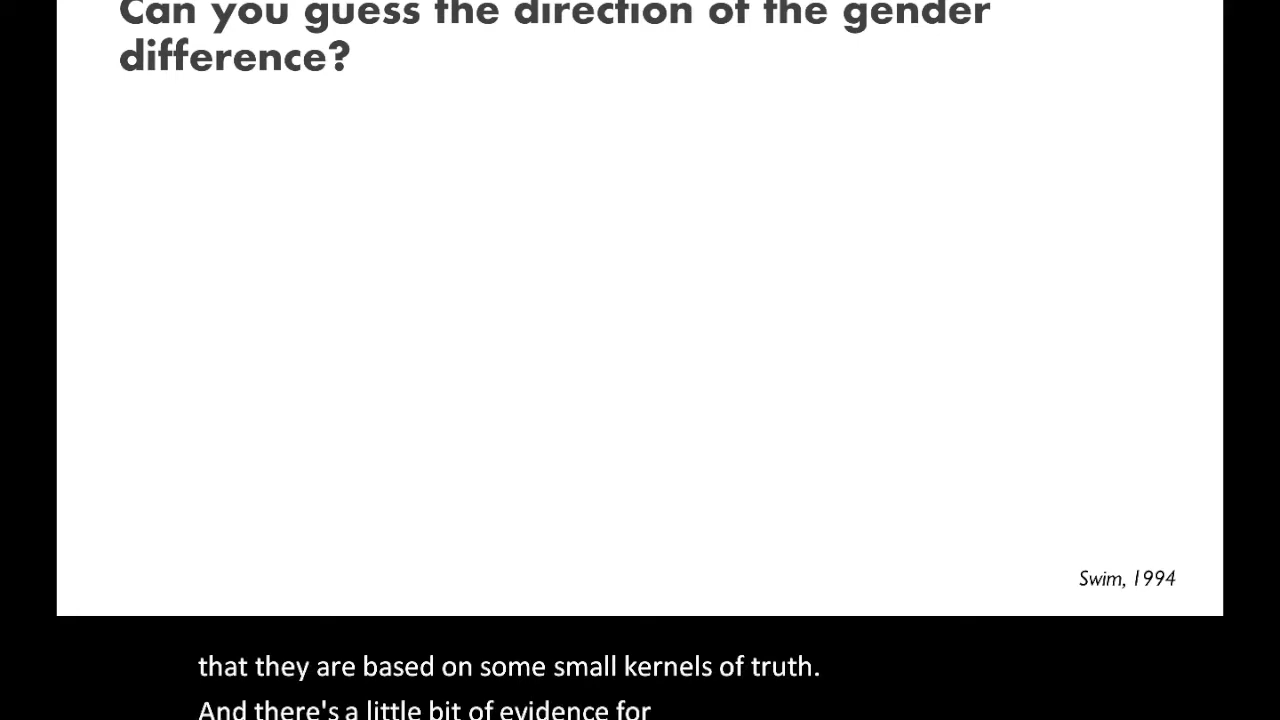 Can you guess the direction of the gender
difference?
Swim, 1994
that they are based on some small kernels of truth.
And there's a little bit of evidence for